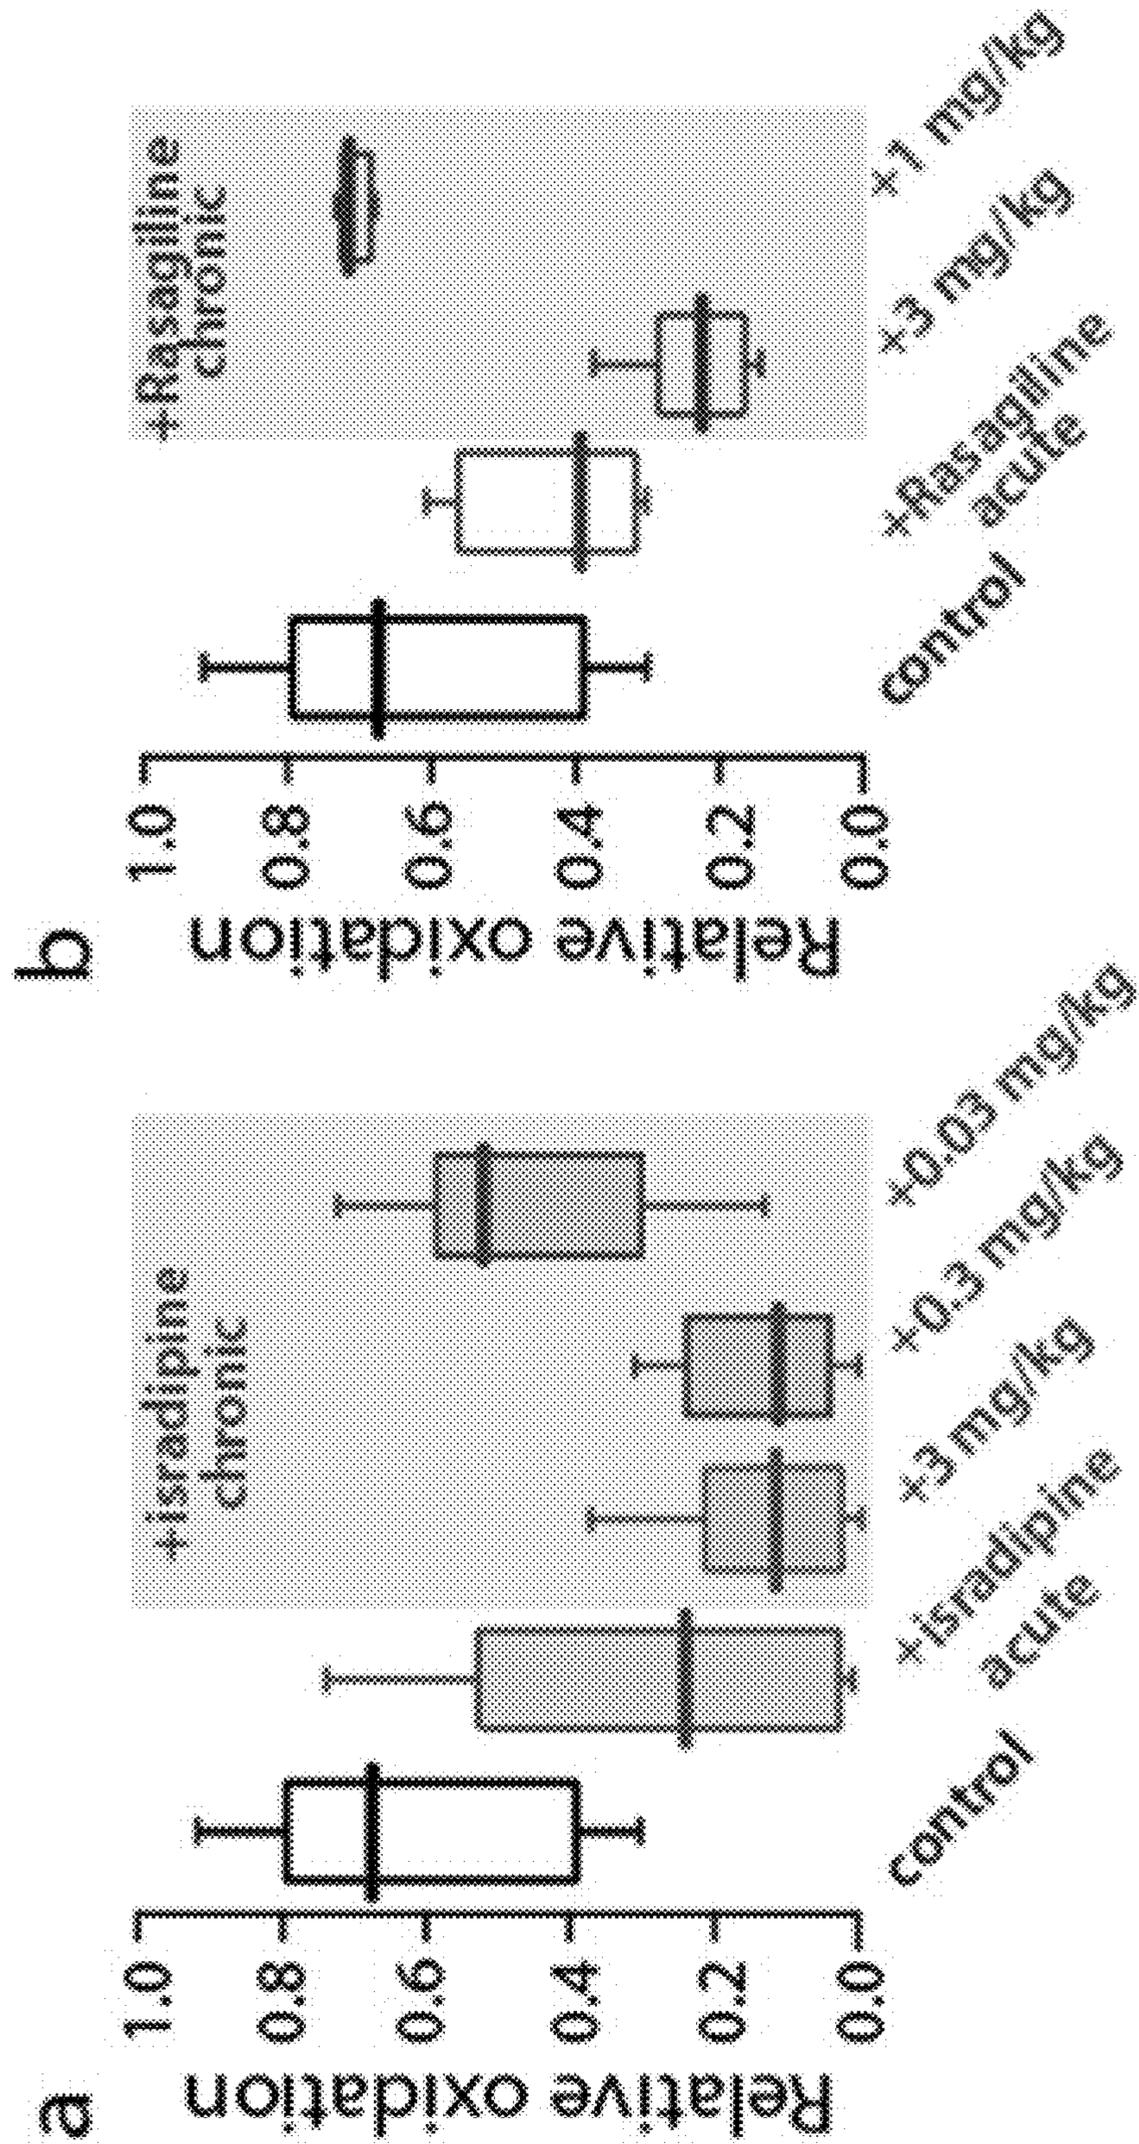 a
Relative oxidation
1.0
0.8
0.6
0.4
0.2
0.0
+isradipine
chronic
control
+isradipine
acute
+3 mg/kg
+0.3 mg/kg
+0.03 mg/kg
b
Relative oxidation
1.0
0.8
0.6
0.4
0.2
0.0
+Rasagiline
chronic
control
+Rasagiline
acute
+3 mg/kg
+1 mg/kg